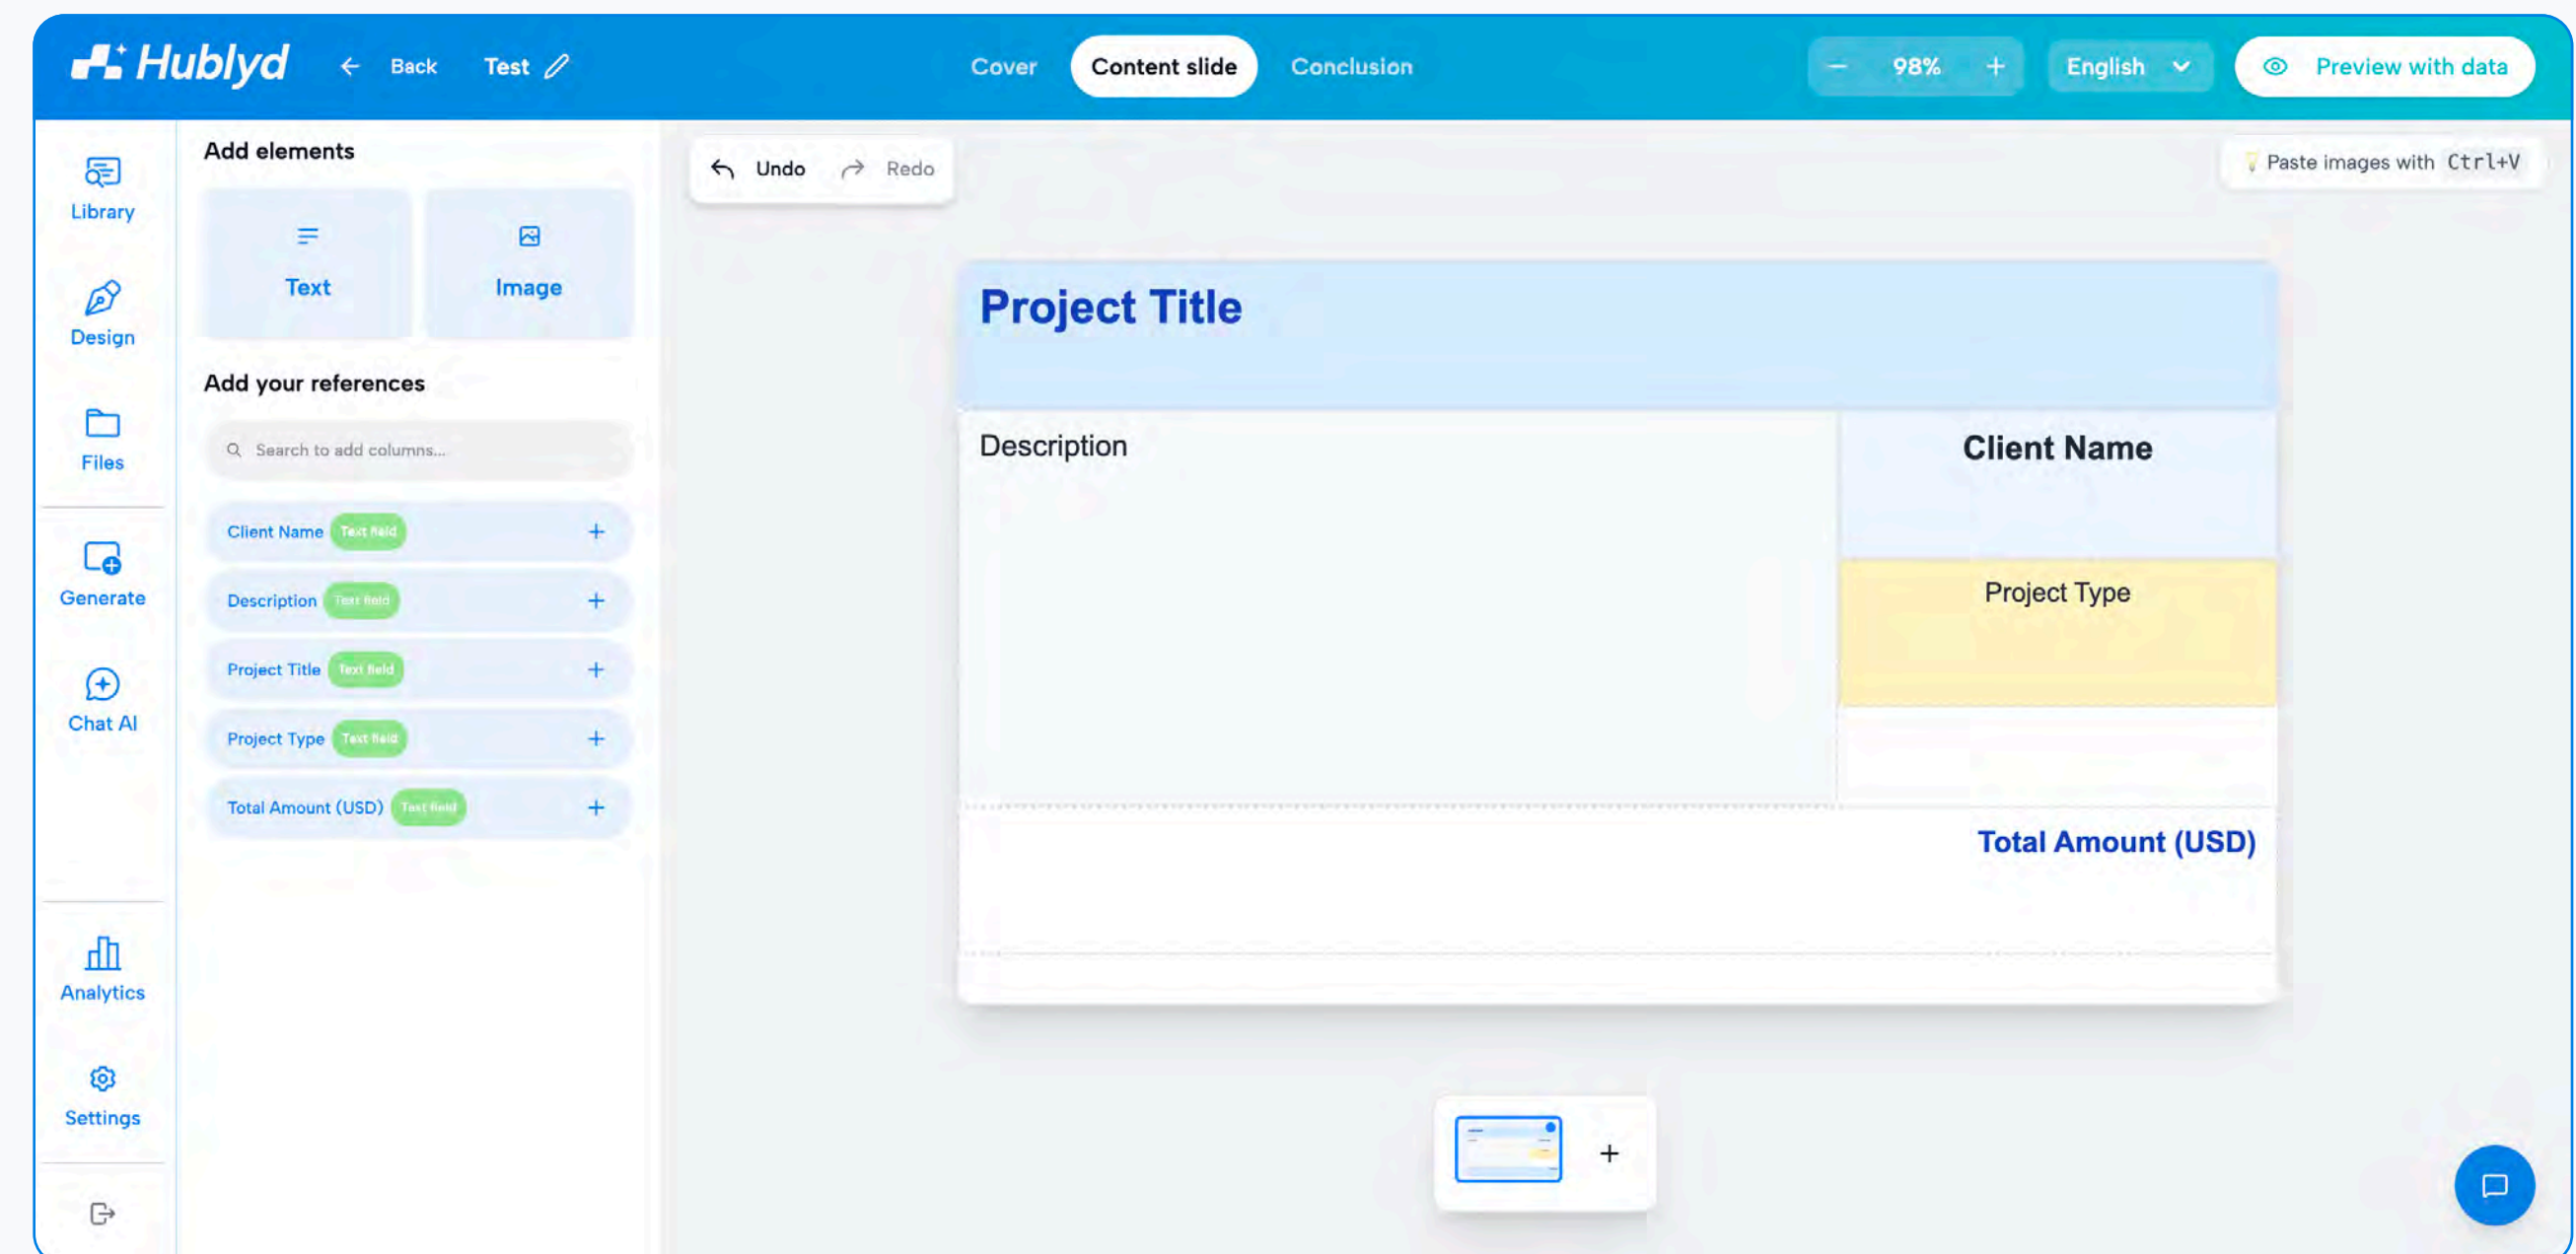 Hublyd
Back
Test
Cover
Content slide
Conclusion
98%
English
Preview with data
Library
Design
Files
Generate
Chat AI
Analytics
Settings
Add elements
Text
Image
Add your references
Search to add columns...
Client Name Text field
Description Text field
Project Title Text field
Project Type Text field
Total Amount (USD) Text field
Undo
Redo
Paste images with Ctrl+V
Project Title
Description
Client Name
Project Type
Total Amount (USD)